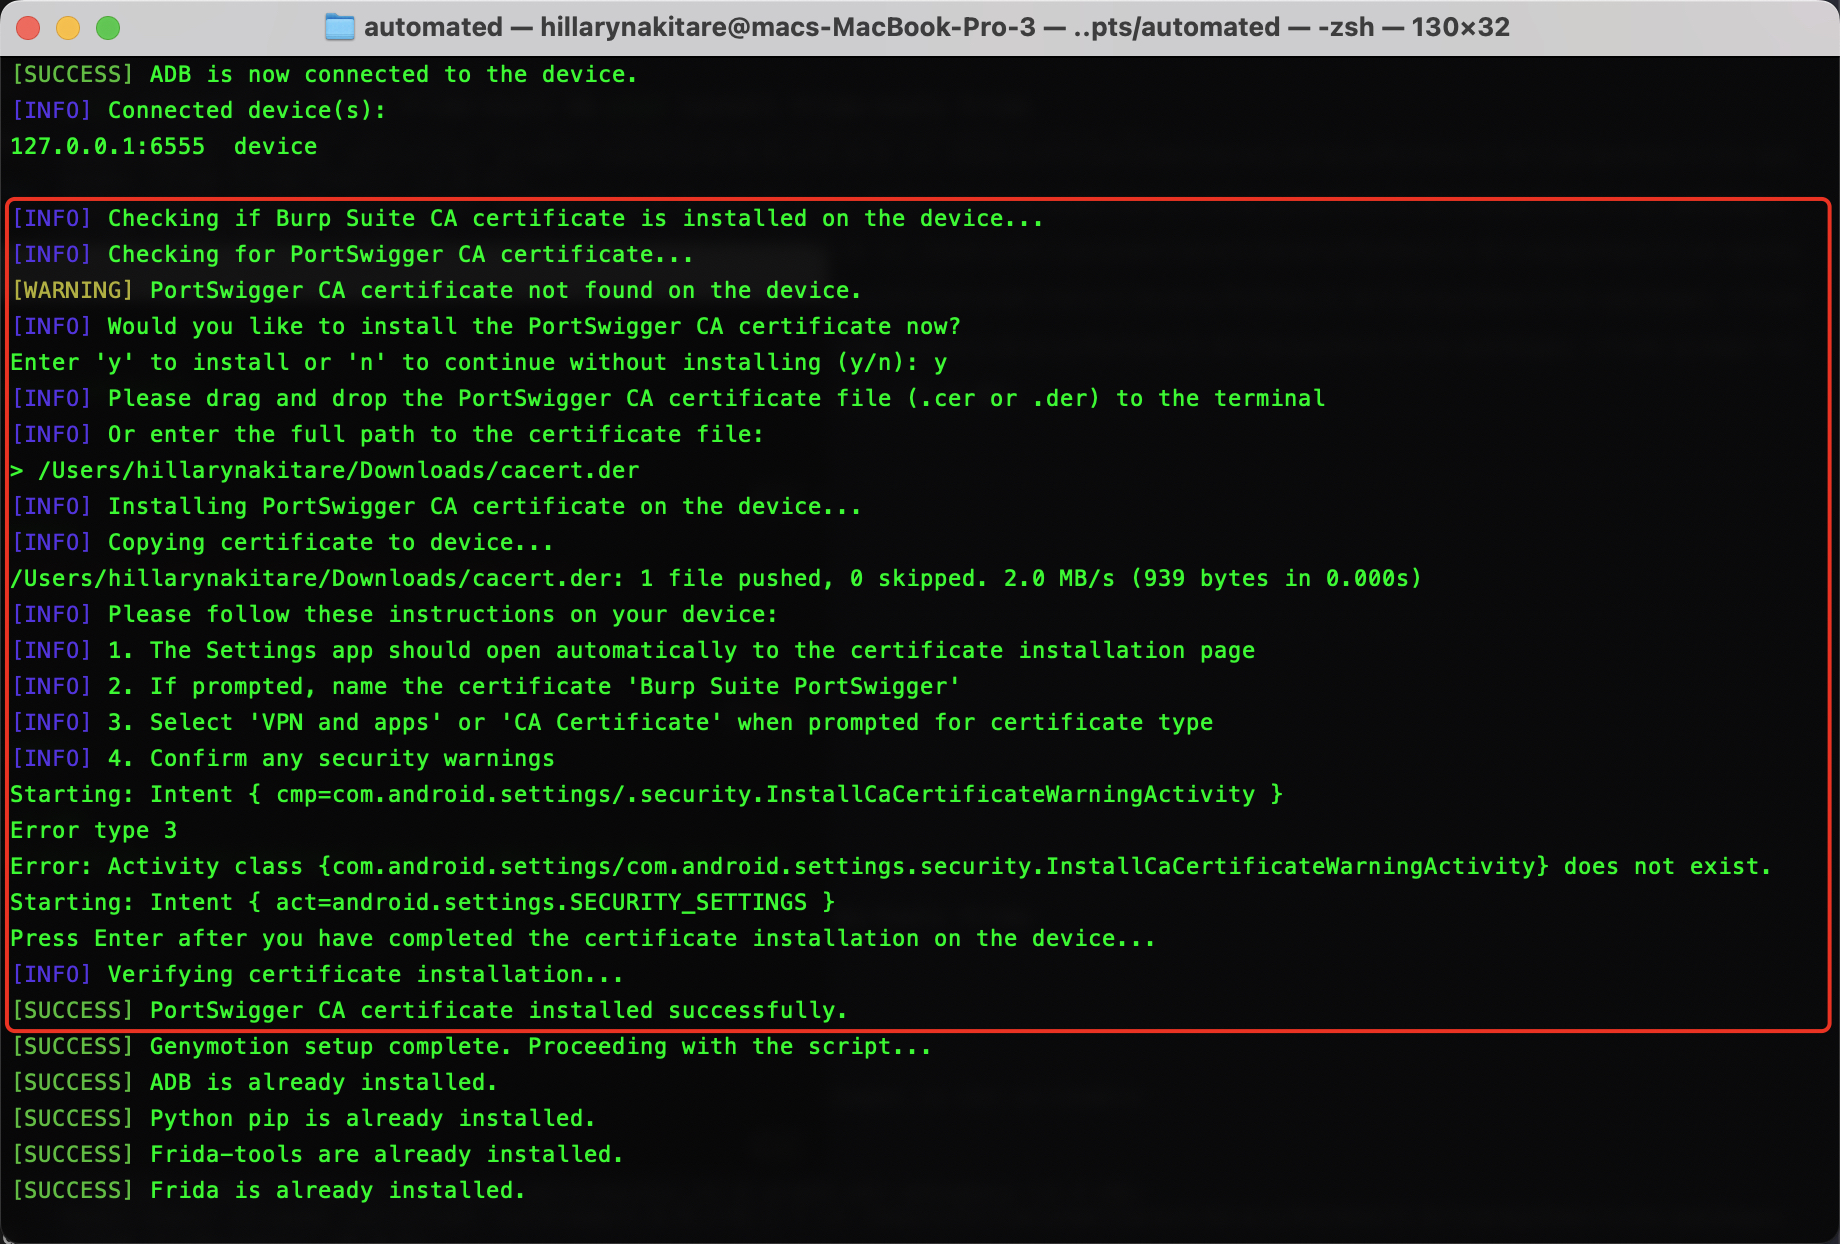 automated — hillarynakitare@macs-MacBook-Pro-3 — ..pts/automated — -zsh — 130×32
[SUCCESS] ADB is now connected to the device.
[INFO] Connected device(s):
127.0.0.1:6555  device
[INFO] Checking if Burp Suite CA certificate is installed on the device...
[INFO] Checking for PortSwigger CA certificate...
[WARNING] PortSwigger CA certificate not found on the device.
[INFO] Would you like to install the PortSwigger CA certificate now?
Enter 'y' to install or 'n' to continue without installing (y/n): y
[INFO] Please drag and drop the PortSwigger CA certificate file (.cer or .der) to the terminal
[INFO] Or enter the full path to the certificate file:
> /Users/hillarynakitare/Downloads/cacert.der
[INFO] Installing PortSwigger CA certificate on the device...
[INFO] Copying certificate to device...
/Users/hillarynakitare/Downloads/cacert.der: 1 file pushed, 0 skipped. 2.0 MB/s (939 bytes in 0.000s)
[INFO] Please follow these instructions on your device:
[INFO] 1. The Settings app should open automatically to the certificate installation page
[INFO] 2. If prompted, name the certificate 'Burp Suite PortSwigger'
[INFO] 3. Select 'VPN and apps' or 'CA Certificate' when prompted for certificate type
[INFO] 4. Confirm any security warnings
Starting: Intent { cmp=com.android.settings/.security.InstallCaCertificateWarningActivity }
Error type 3
Error: Activity class {com.android.settings/com.android.settings.security.InstallCaCertificateWarningActivity} does not exist.
Starting: Intent { act=android.settings.SECURITY_SETTINGS }
Press Enter after you have completed the certificate installation on the device...
[INFO] Verifying certificate installation...
[SUCCESS] PortSwigger CA certificate installed successfully.
[SUCCESS] Genymotion setup complete. Proceeding with the script...
[SUCCESS] ADB is already installed.
[SUCCESS] Python pip is already installed.
[SUCCESS] Frida-tools are already installed.
[SUCCESS] Frida is already installed.